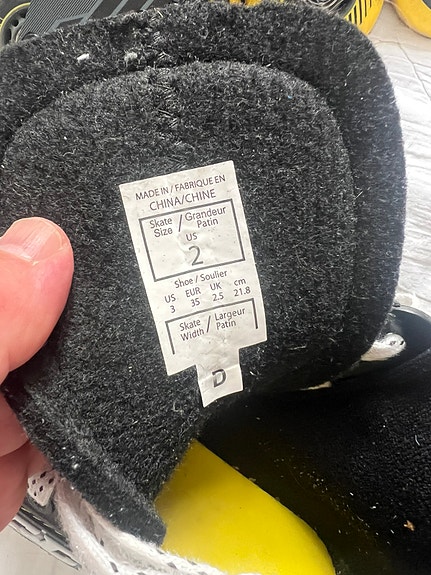 MADE IN / FABRIQUE EN
CHINA/CHINE
Skate / Grandeur
Size / Patin
US
2
Shoe / Soulier
US EUR UK cm
3 35 2.5 21.8
Skate / Largeur
Width / Patin
D